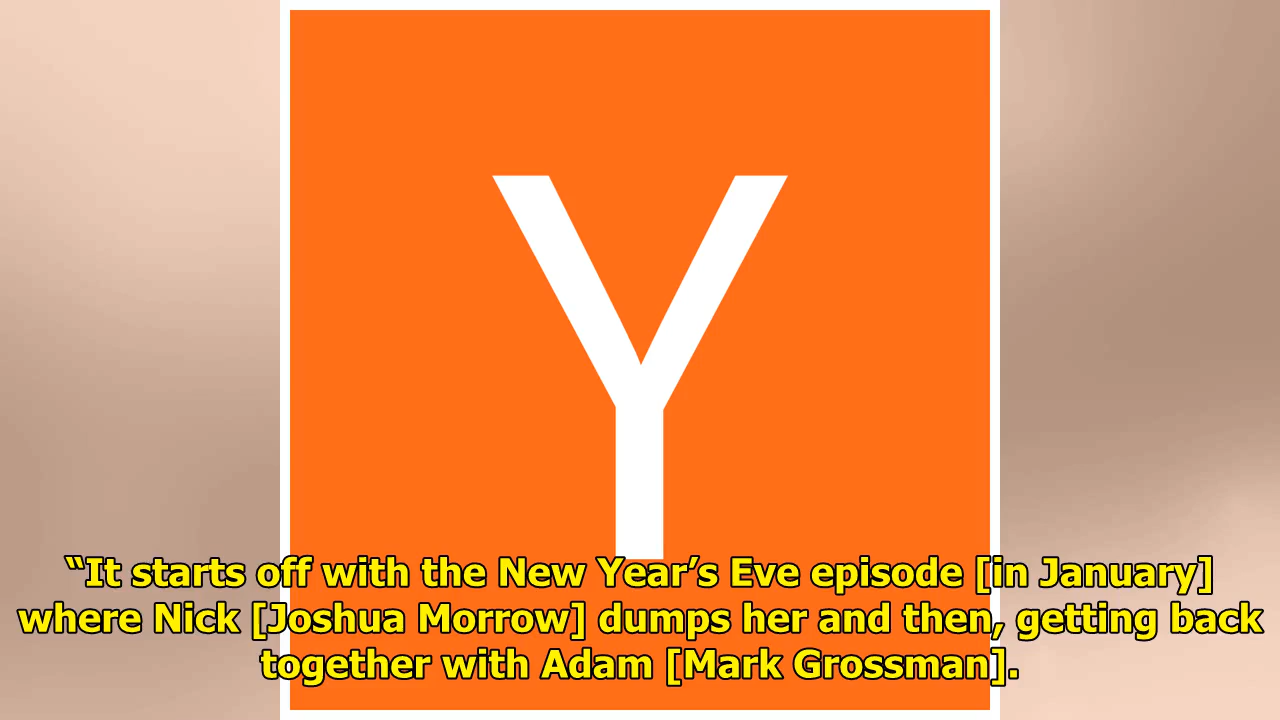 Y
“It starts off with the New Year’s Eve episode [in January]
where Nick [Joshua Morrow] dumps her and then, getting back
together with Adam [Mark Grossman].